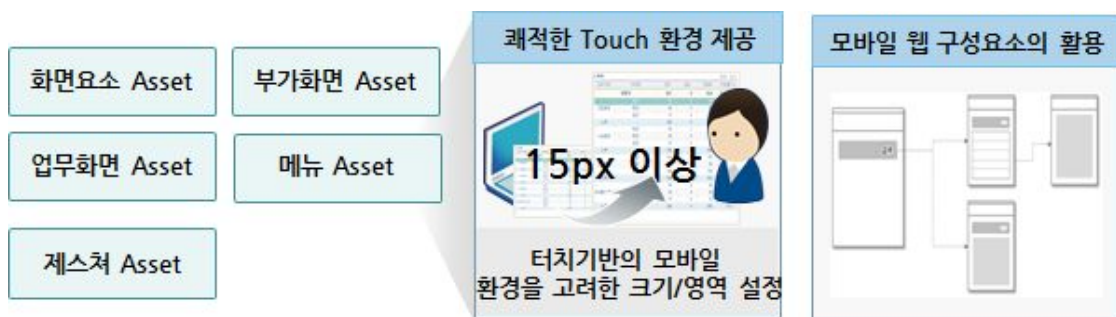 화면요소 Asset
부가화면 Asset
업무화면 Asset
메뉴 Asset
제스쳐 Asset
쾌적한 Touch 환경 제공
15px 이상
터치기반의 모바일
환경을 고려한 크기/영역 설정
모바일 웹 구성요소의 활용